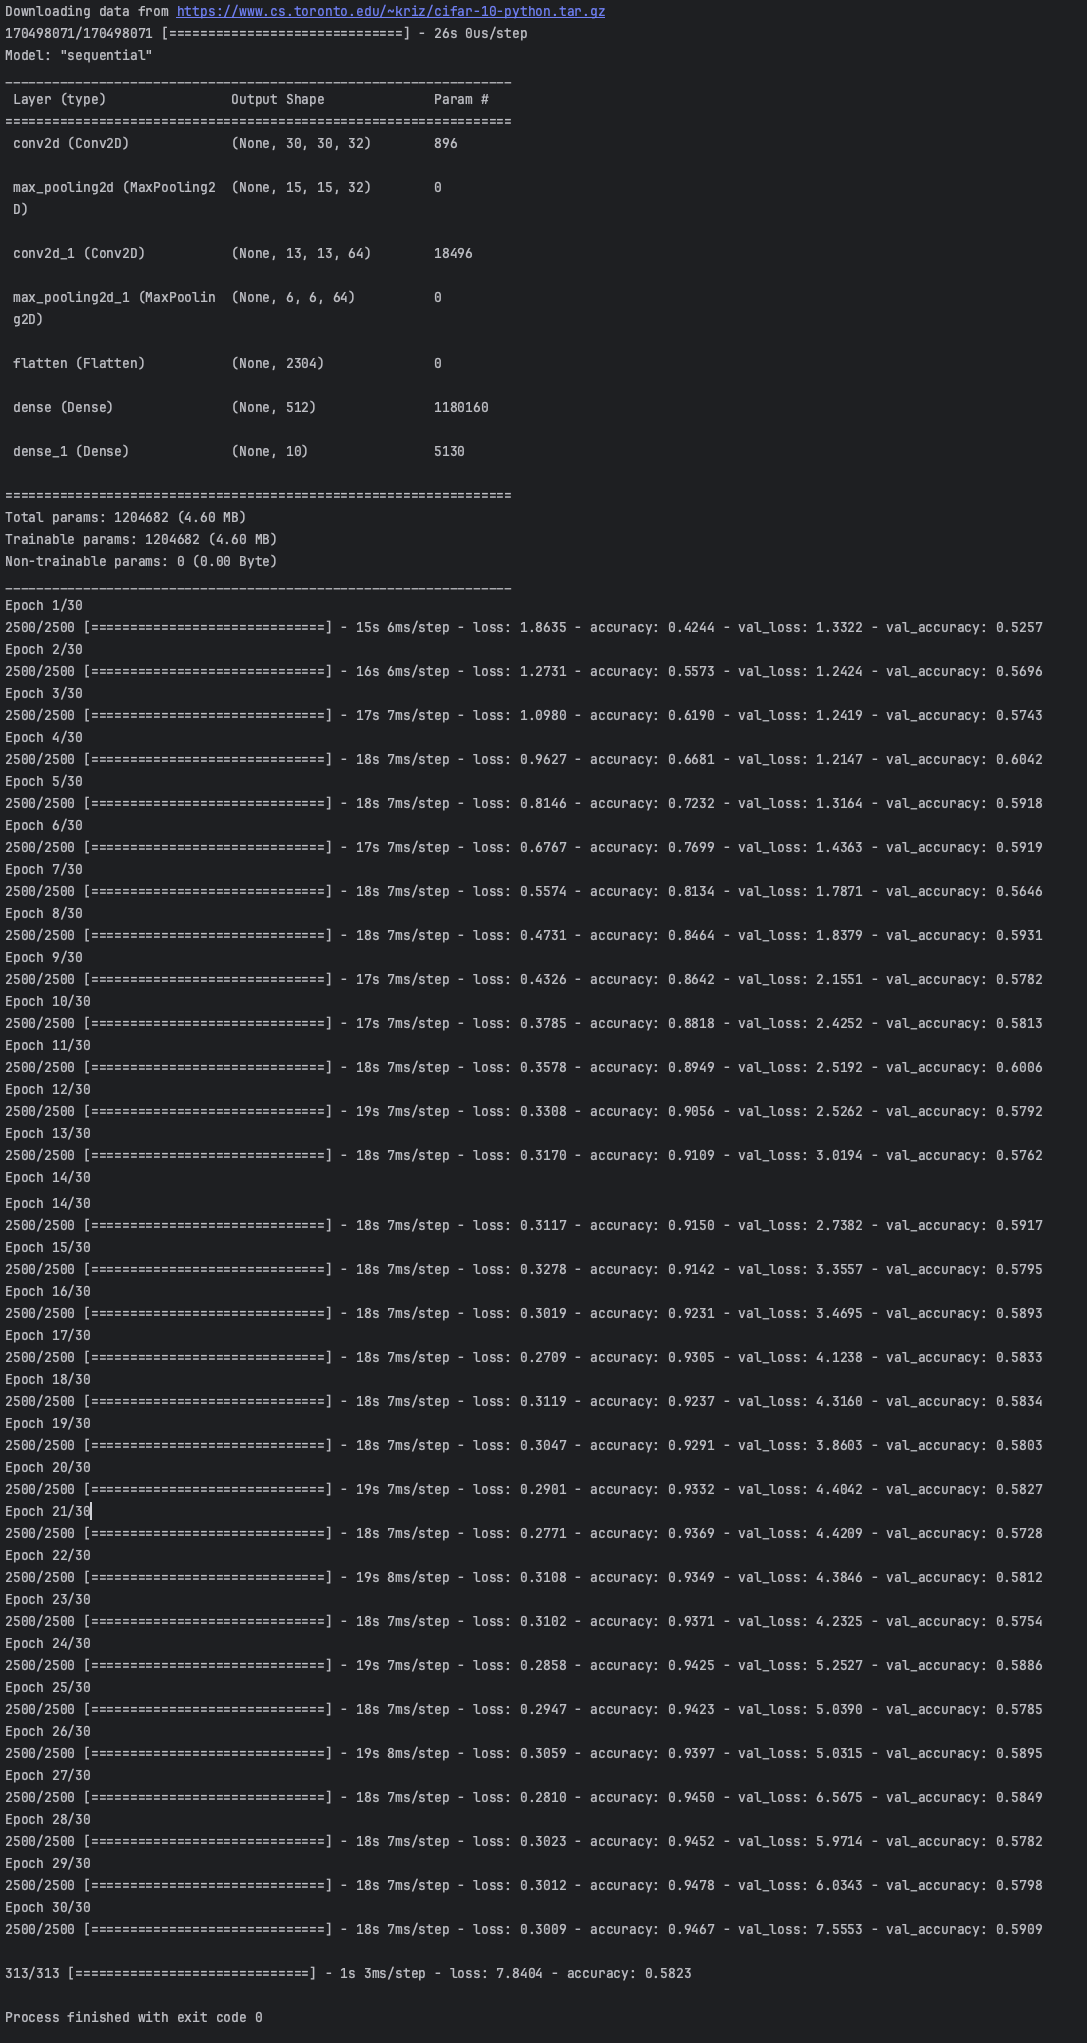 Downloading data from https://www.cs.toronto.edu/~kriz/cifar-10-python.tar.gz
170498071/170498071 [==============================] - 26s 0us/step
Model: "sequential"
_________________________________________________________________
 Layer (type)                Output Shape              Param #
=================================================================
 conv2d (Conv2D)             (None, 30, 30, 32)        896
 max_pooling2d (MaxPooling2  (None, 15, 15, 32)        0
 D)
 conv2d_1 (Conv2D)           (None, 13, 13, 64)        18496
 max_pooling2d_1 (MaxPoolin  (None, 6, 6, 64)          0
 g2D)
 flatten (Flatten)           (None, 2304)              0
 dense (Dense)               (None, 512)               1180160
 dense_1 (Dense)             (None, 10)                5130
=================================================================
Total params: 1204682 (4.60 MB)
Trainable params: 1204682 (4.60 MB)
Non-trainable params: 0 (0.00 Byte)
_________________________________________________________________
Epoch 1/30
2500/2500 [==============================] - 15s 6ms/step - loss: 1.8635 - accuracy: 0.4244 - val_loss: 1.3322 - val_accuracy: 0.5257
Epoch 2/30
2500/2500 [==============================] - 16s 6ms/step - loss: 1.2731 - accuracy: 0.5573 - val_loss: 1.2424 - val_accuracy: 0.5696
Epoch 3/30
2500/2500 [==============================] - 17s 7ms/step - loss: 1.0980 - accuracy: 0.6190 - val_loss: 1.2419 - val_accuracy: 0.5743
Epoch 4/30
2500/2500 [==============================] - 18s 7ms/step - loss: 0.9627 - accuracy: 0.6681 - val_loss: 1.2147 - val_accuracy: 0.6042
Epoch 5/30
2500/2500 [==============================] - 18s 7ms/step - loss: 0.8146 - accuracy: 0.7232 - val_loss: 1.3164 - val_accuracy: 0.5918
Epoch 6/30
2500/2500 [==============================] - 17s 7ms/step - loss: 0.6767 - accuracy: 0.7699 - val_loss: 1.4363 - val_accuracy: 0.5919
Epoch 7/30
2500/2500 [==============================] - 18s 7ms/step - loss: 0.5574 - accuracy: 0.8134 - val_loss: 1.7871 - val_accuracy: 0.5646
Epoch 8/30
2500/2500 [==============================] - 18s 7ms/step - loss: 0.4731 - accuracy: 0.8464 - val_loss: 1.8379 - val_accuracy: 0.5931
Epoch 9/30
2500/2500 [==============================] - 17s 7ms/step - loss: 0.4326 - accuracy: 0.8642 - val_loss: 2.1551 - val_accuracy: 0.5782
Epoch 10/30
2500/2500 [==============================] - 17s 7ms/step - loss: 0.3785 - accuracy: 0.8818 - val_loss: 2.4252 - val_accuracy: 0.5813
Epoch 11/30
2500/2500 [==============================] - 18s 7ms/step - loss: 0.3578 - accuracy: 0.8949 - val_loss: 2.5192 - val_accuracy: 0.6006
Epoch 12/30
2500/2500 [==============================] - 19s 7ms/step - loss: 0.3308 - accuracy: 0.9056 - val_loss: 2.5262 - val_accuracy: 0.5792
Epoch 13/30
2500/2500 [==============================] - 18s 7ms/step - loss: 0.3170 - accuracy: 0.9109 - val_loss: 3.0194 - val_accuracy: 0.5762
Epoch 14/30
Epoch 14/30
2500/2500 [==============================] - 18s 7ms/step - loss: 0.3117 - accuracy: 0.9150 - val_loss: 2.7382 - val_accuracy: 0.5917
Epoch 15/30
2500/2500 [==============================] - 18s 7ms/step - loss: 0.3278 - accuracy: 0.9142 - val_loss: 3.3557 - val_accuracy: 0.5795
Epoch 16/30
2500/2500 [==============================] - 18s 7ms/step - loss: 0.3019 - accuracy: 0.9231 - val_loss: 3.4695 - val_accuracy: 0.5893
Epoch 17/30
2500/2500 [==============================] - 18s 7ms/step - loss: 0.2709 - accuracy: 0.9305 - val_loss: 4.1238 - val_accuracy: 0.5833
Epoch 18/30
2500/2500 [==============================] - 18s 7ms/step - loss: 0.3119 - accuracy: 0.9237 - val_loss: 4.3160 - val_accuracy: 0.5834
Epoch 19/30
2500/2500 [==============================] - 18s 7ms/step - loss: 0.3047 - accuracy: 0.9291 - val_loss: 3.8603 - val_accuracy: 0.5803
Epoch 20/30
2500/2500 [==============================] - 19s 7ms/step - loss: 0.2901 - accuracy: 0.9332 - val_loss: 4.4042 - val_accuracy: 0.5827
Epoch 21/30
2500/2500 [==============================] - 18s 7ms/step - loss: 0.2771 - accuracy: 0.9369 - val_loss: 4.4209 - val_accuracy: 0.5728
Epoch 22/30
2500/2500 [==============================] - 19s 8ms/step - loss: 0.3108 - accuracy: 0.9349 - val_loss: 4.3846 - val_accuracy: 0.5812
Epoch 23/30
2500/2500 [==============================] - 18s 7ms/step - loss: 0.3102 - accuracy: 0.9371 - val_loss: 4.2325 - val_accuracy: 0.5754
Epoch 24/30
2500/2500 [==============================] - 19s 7ms/step - loss: 0.2858 - accuracy: 0.9425 - val_loss: 5.2527 - val_accuracy: 0.5886
Epoch 25/30
2500/2500 [==============================] - 18s 7ms/step - loss: 0.2947 - accuracy: 0.9423 - val_loss: 5.0390 - val_accuracy: 0.5785
Epoch 26/30
2500/2500 [==============================] - 19s 8ms/step - loss: 0.3059 - accuracy: 0.9397 - val_loss: 5.0315 - val_accuracy: 0.5895
Epoch 27/30
2500/2500 [==============================] - 18s 7ms/step - loss: 0.2810 - accuracy: 0.9450 - val_loss: 6.5675 - val_accuracy: 0.5849
Epoch 28/30
2500/2500 [==============================] - 18s 7ms/step - loss: 0.3023 - accuracy: 0.9452 - val_loss: 5.9714 - val_accuracy: 0.5782
Epoch 29/30
2500/2500 [==============================] - 18s 7ms/step - loss: 0.3012 - accuracy: 0.9478 - val_loss: 6.0343 - val_accuracy: 0.5798
Epoch 30/30
2500/2500 [==============================] - 18s 7ms/step - loss: 0.3009 - accuracy: 0.9467 - val_loss: 7.5553 - val_accuracy: 0.5909
313/313 [==============================] - 1s 3ms/step - loss: 7.8404 - accuracy: 0.5823
Process finished with exit code 0